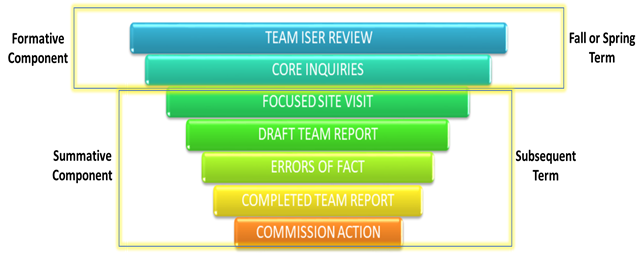 Formative
Component
TEAM ISER REVIEW
CORE INQUIRIES
Fall or Spring
Term
FOCUSED SITE VISIT
DRAFT TEAM REPORT
Summative
Component
ERRORS OF FACT
Subsequent
Term
COMPLETED TEAM REPORT
COMMISSION ACTION